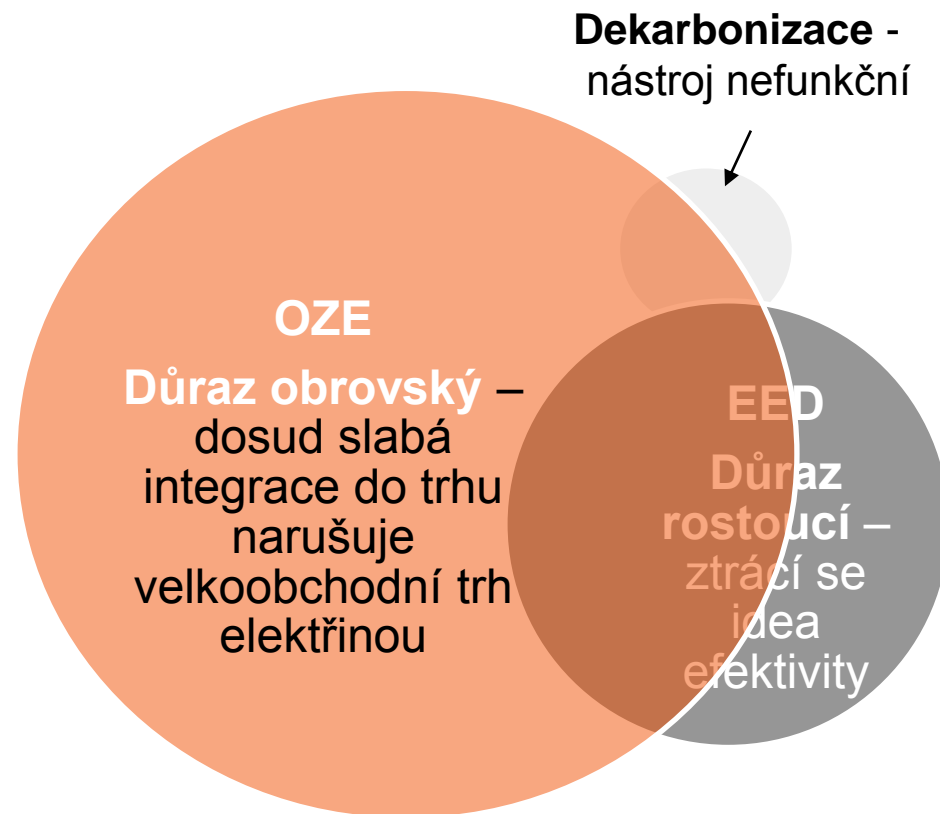 Dekarbonizace -
nástroj nefunkční
OZE
Důraz obrovský –
dosud slabá
integrace do trhu
narušuje
velkoobchodní trh
elektřinou
EED
Důraz
rostoucí –
ztrácí se
idea
efektivity